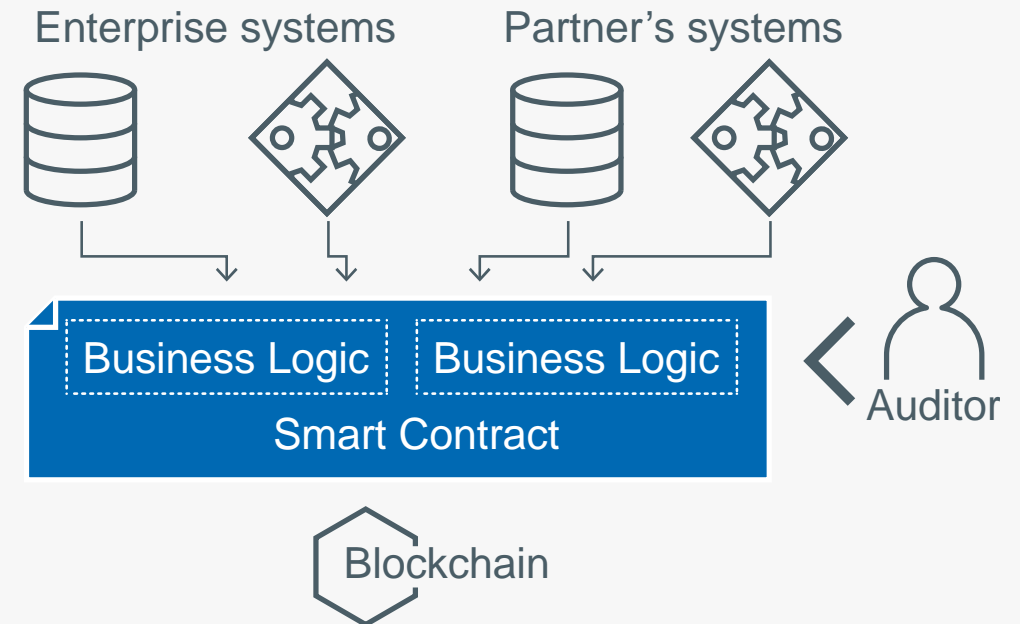 Enterprise systems
Partner's systems
Business Logic
Business Logic
Smart Contract
Auditor
Blockchain